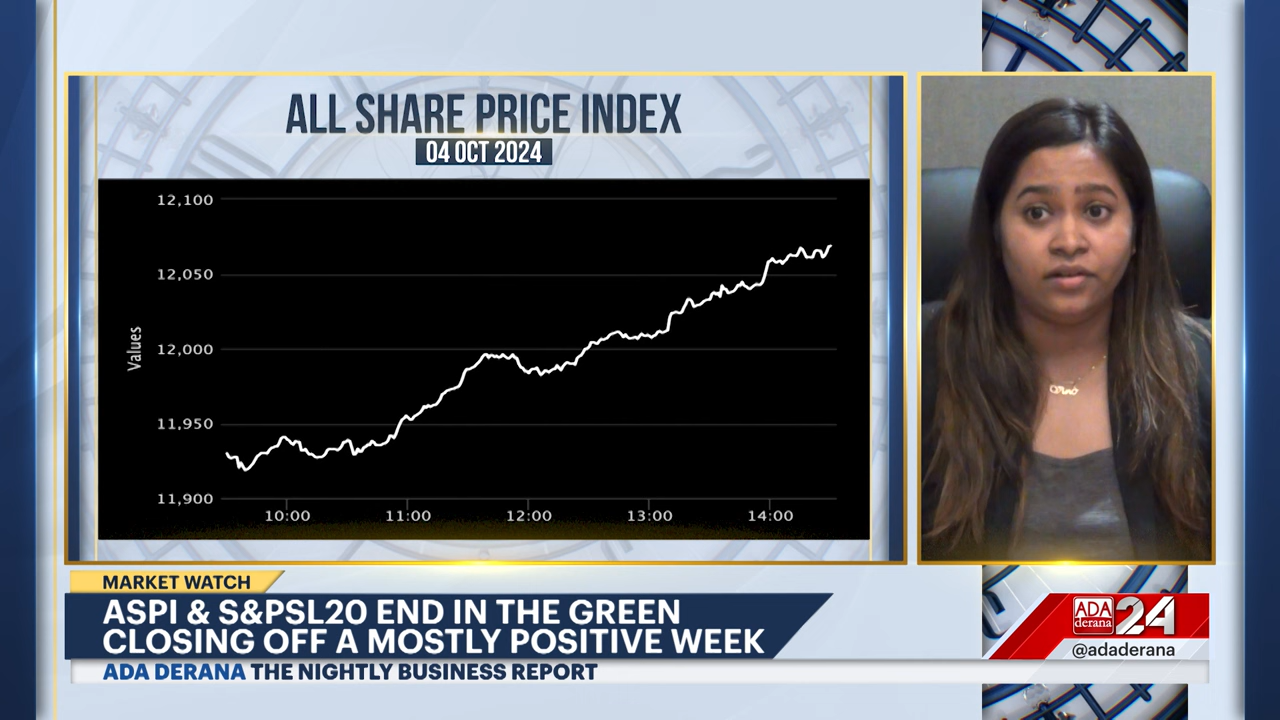 ALL SHARE PRICE INDEX
04 OCT 2024
12,100
12,050
12,000
11,950
11,900
Values
10:00
11:00
12:00
13:00
14:00
MARKET WATCH
ASPI & S&PSL20 END IN THE GREEN
CLOSING OFF A MOSTLY POSITIVE WEEK
ADA DERANA THE NIGHTLY BUSINESS REPORT
ADA
derana
24
@adaderana